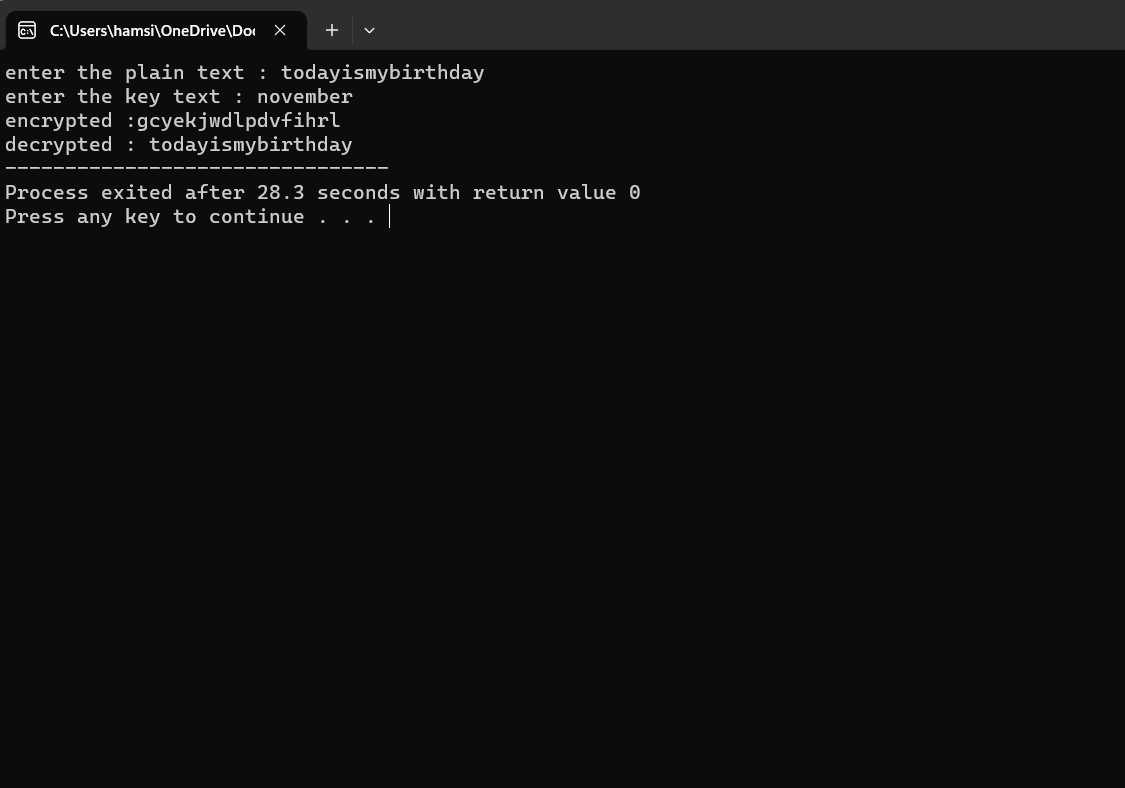 C:\Users\hamsi\OneDrive\Do
enter the plain text : todayismybirthday
enter the key text : november
encrypted :gcyekjwdlpdvfihrl
decrypted : todayismybirthday
--------------------------------
Process exited after 28.3 seconds with return value 0
Press any key to continue . . .